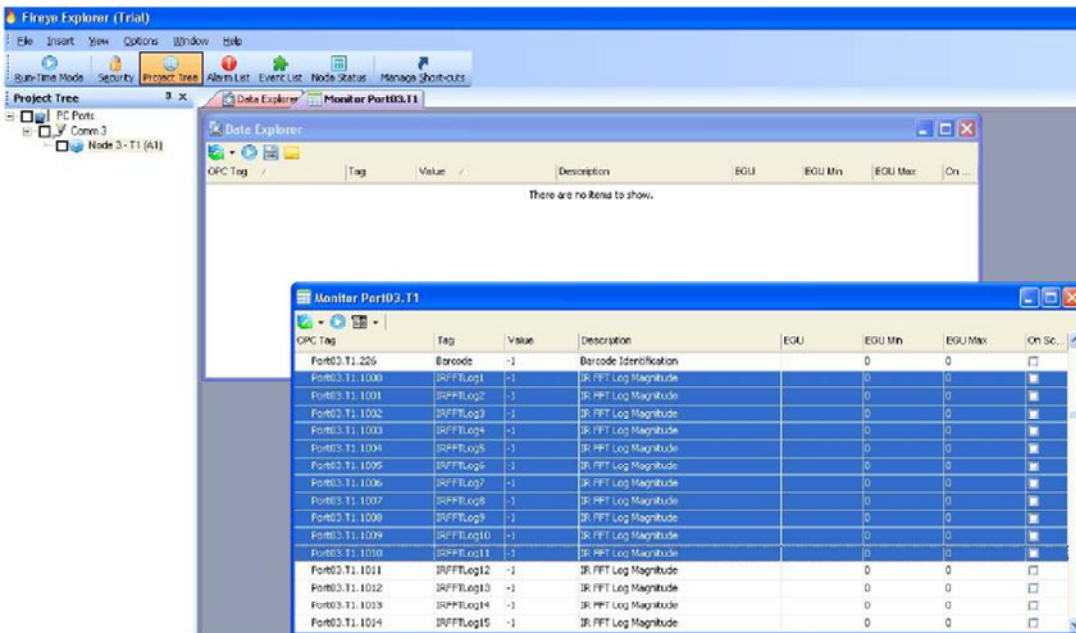 Fireye Explorer (Trial)
File Insert View Options Window Help
Run-Time Mode Security Project Tree Alarm List Event List Node Status Manage Short-cuts
Project Tree
Data Explorer Monitor Port03.T1
PC Ports
Comm 3
Node 3 - T1 (A1)
Data Explorer
OPC Tag Tag Value Description EGU EGU Min EGU Max On ...
There are no items to show.
Monitor Port03.T1
OPC Tag Tag Value Description EGU EGU Min EGU Max On Sc...
Port03.T1.226 Barcode -1 Barcode Identification 0 0
Port03.T1.1000 IRFFTLog1 -1 IR FFT Log Magnitude 0 0
Port03.T1.1001 IRFFTLog2 -1 IR FFT Log Magnitude 0 0
Port03.T1.1002 IRFFTLog3 -1 IR FFT Log Magnitude 0 0
Port03.T1.1003 IRFFTLog4 -1 IR FFT Log Magnitude 0 0
Port03.T1.1004 IRFFTLog5 -1 IR FFT Log Magnitude 0 0
Port03.T1.1005 IRFFTLog6 -1 IR FFT Log Magnitude 0 0
Port03.T1.1006 IRFFTLog7 -1 IR FFT Log Magnitude 0 0
Port03.T1.1007 IRFFTLog8 -1 IR FFT Log Magnitude 0 0
Port03.T1.1008 IRFFTLog9 -1 IR FFT Log Magnitude 0 0
Port03.T1.1009 IRFFTLog10 -1 IR FFT Log Magnitude 0 0
Port03.T1.1010 IRFFTLog11 -1 IR FFT Log Magnitude 0 0
Port03.T1.1011 IRFFTLog12 -1 IR FFT Log Magnitude 0 0
Port03.T1.1012 IRFFTLog13 -1 IR FFT Log Magnitude 0 0
Port03.T1.1013 IRFFTLog14 -1 IR FFT Log Magnitude 0 0
Port03.T1.1014 IRFFTLog15 -1 IR FFT Log Magnitude 0 0